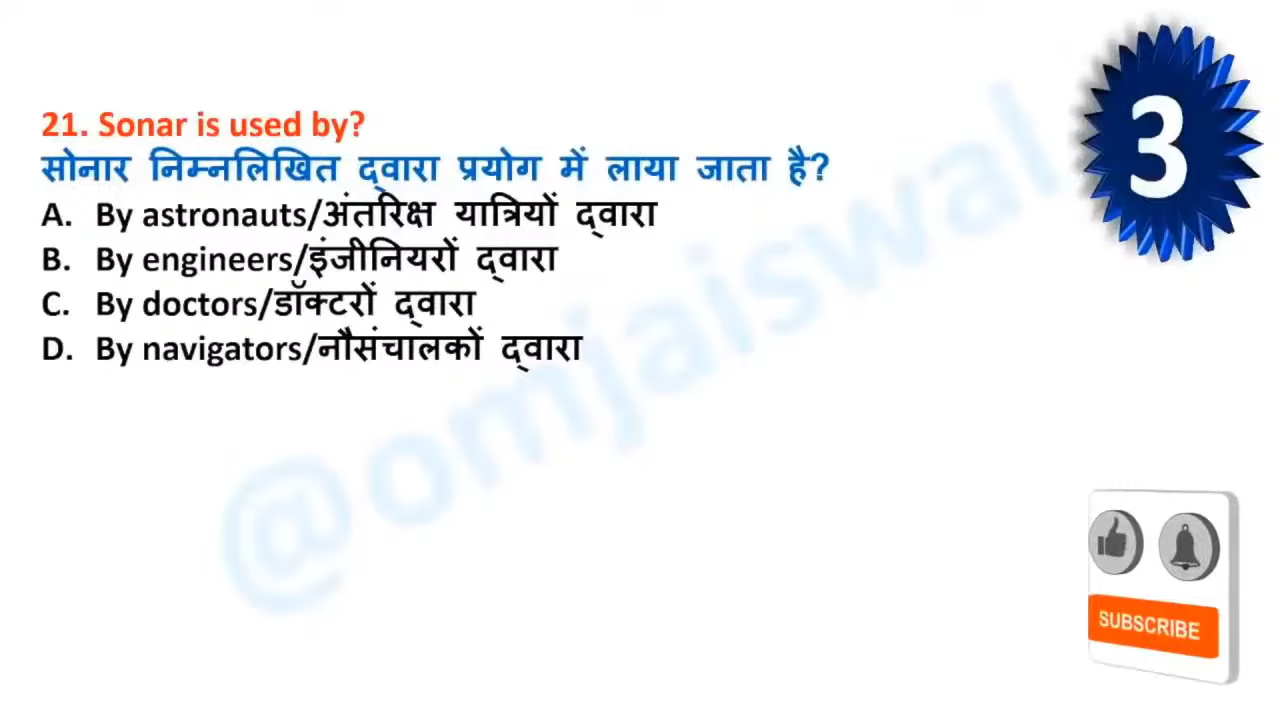 21. Sonar is used by?
सोनार निम्नलिखित द्वारा प्रयोग में लाया जाता है?
A. By astronauts/अंतरिक्ष यात्रियों द्वारा
B. By engineers/इंजीनियरों द्वारा
C. By doctors/डॉक्टरों द्वारा
D. By navigators/नौसंचालकों द्वारा
3
@omjaiswal
SUBSCRIBE